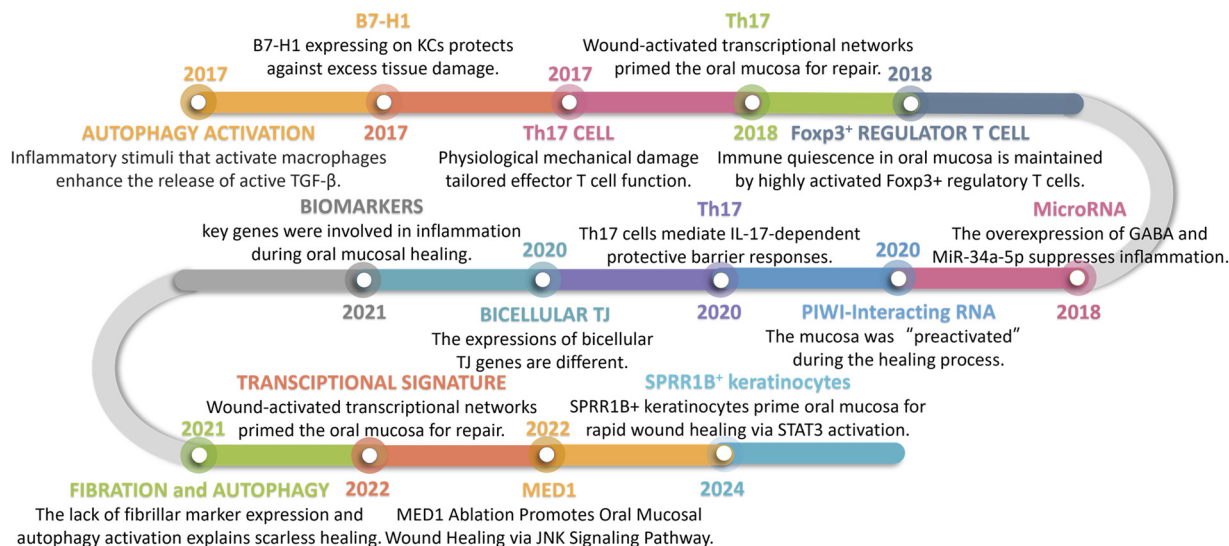 B7-H1
B7-H1 expressing on KCs protects
against excess tissue damage.
Th17
Wound-activated transcriptional networks
primed the oral mucosa for repair.
2017
2017
2018
AUTOPHAGY ACTIVATION
Inflammatory stimuli that activate macrophages
enhance the release of active TGF-β.
2017
Th17 CELL
Physiological mechanical damage
tailored effector T cell function.
2018
Foxp3⁺ REGULATOR T CELL
Immune quiescence in oral mucosa is maintained
by highly activated Foxp3+ regulatory T cells.
BIOMARKERS
key genes were involved in inflammation
during oral mucosal healing.
2020
Th17
Th17 cells mediate IL-17-dependent
protective barrier responses.
2020
MicroRNA
The overexpression of GABA and
MiR-34a-5p suppresses inflammation.
2021
BICELLULAR TJ
The expressions of bicellular
TJ genes are different.
2020
PIWI-Interacting RNA
The mucosa was “preactivated”
during the healing process.
2018
TRANSCIPTIONAL SIGNATURE
Wound-activated transcriptional networks
primed the oral mucosa for repair.
SPRR1B⁺ keratinocytes
SPRR1B+ keratinocytes prime oral mucosa for
rapid wound healing via STAT3 activation.
2021
2022
FIBRATION and AUTOPHAGY
The lack of fibrillar marker expression and
autophagy activation explains scarless healing.
2022
MED1
MED1 Ablation Promotes Oral Mucosal
Wound Healing via JNK Signaling Pathway.
2024